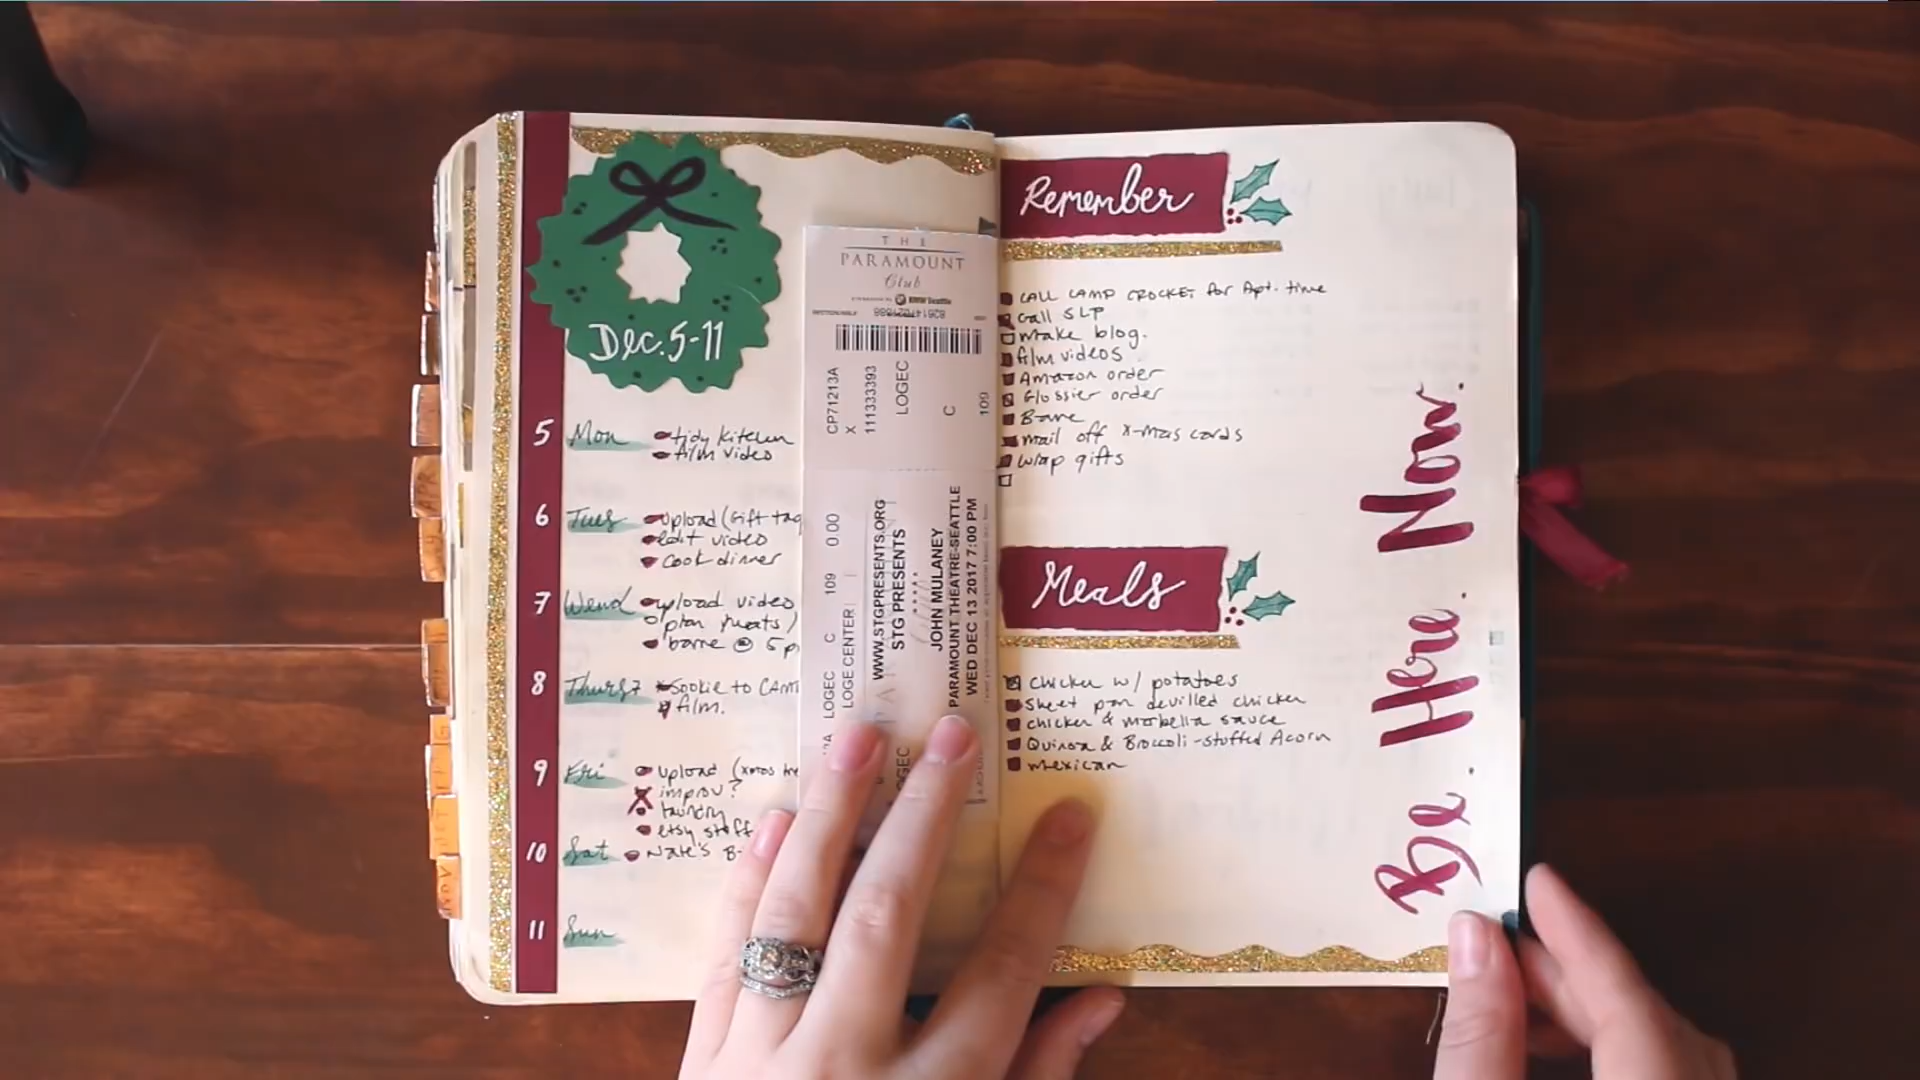 Dec. 5-11
5 Mon
tidy kitchen
film video
6 Tues
upload (Gift tag
edit video
cook dinner
7 Wend
upload video
plan meals)
barre @ 5p
8 Thurs
Sookie to
film.
9 Fri
upload (xmas tre
improv?
laundry
etsy stuff
10 Sat
Nate's B-
11 Sun
THE
PARAMOUNT
Club
BMW Seattle
CP71213A
X
111333393
LOGEC
C
109
LOGEC C 109 0.00
LOGE CENTER
WWW.STGPRESENTS.ORG
STG PRESENTS
*****
JOHN MULANEY
PARAMOUNT THEATRE-SEATTLE
WED DEC 13 2017 7:00 PM
Remember
CALL CAMP CROCKET for Apt. time
Call SLP
make blog.
film videos
Amazon order
Glossier order
Barre
mail off x-mas cards
wrap gifts
Meals
chicken w/ potatoes
sheet pan devilled chicken
chicken & marbella sauce
Quinoa & Broccoli-stuffed Acorn
mexican
Be. Here. Now.